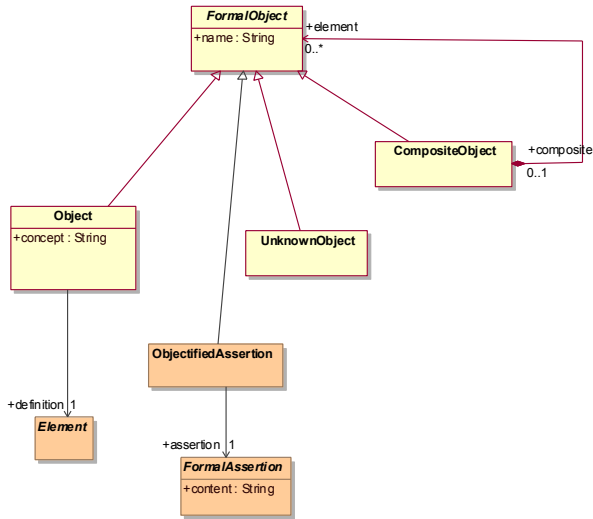 FormalObject
+name : String
+element
0..*
CompositeObject
+composite
0..1
Object
+concept : String
UnknownObject
ObjectifiedAssertion
+definition 1
Element
+assertion 1
FormalAssertion
+content : String